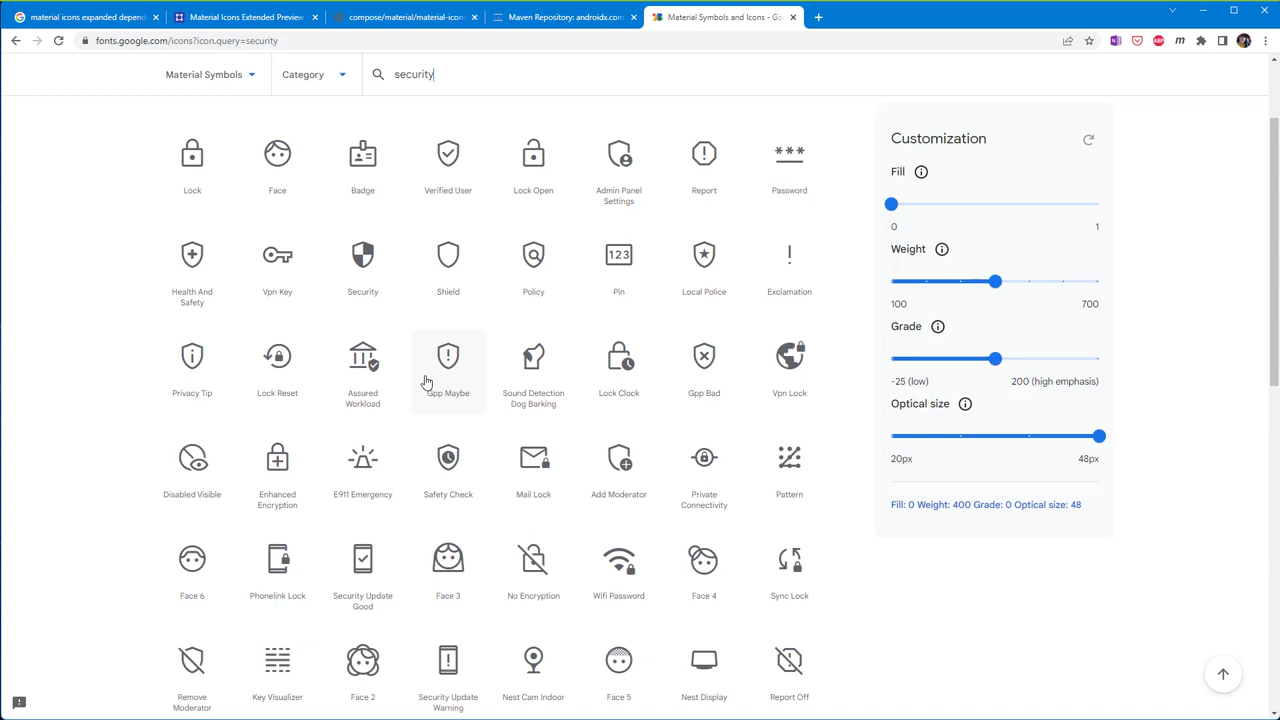 material icons expanded depend
Material Icons Extended Preview
compose/material/material-icon
Maven Repository: androidx.com
Material Symbols and Icons - Go
fonts.google.com/icons?icon.query=security
Material Symbols
Category
security
Customization
Fill
0
1
Weight
100
700
Grade
-25 (low)
200 (high emphasis)
Optical size
20px
48px
Fill: 0 Weight: 400 Grade: 0 Optical size: 48
Lock
Face
Badge
Verified User
Lock Open
Admin Panel
Settings
Report
Password
Health And
Safety
Vpn Key
Security
Shield
Policy
123
Pin
Local Police
Exclamation
Privacy Tip
Lock Reset
Assured
Workload
Gpp Maybe
Sound Detection
Dog Barking
Lock Clock
Gpp Bad
Vpn Lock
Disabled Visible
Enhanced
Encryption
E911 Emergency
Safety Check
Mail Lock
Add Moderator
Private
Connectivity
Pattern
Face 6
Phonelink Lock
Security Update
Good
Face 3
No Encryption
Wifi Password
Face 4
Sync Lock
Remove
Moderator
Key Visualizer
Face 2
Security Update
Warning
Nest Cam Indoor
Face 5
Nest Display
Report Off